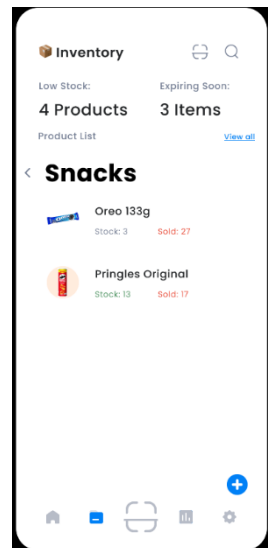 Inventory
Low Stock: Expiring Soon:
4 Products 3 Items
Product List View all
Snacks
Oreo 133g
Stock: 3 Sold: 27
Pringles Original
Stock: 13 Sold: 17